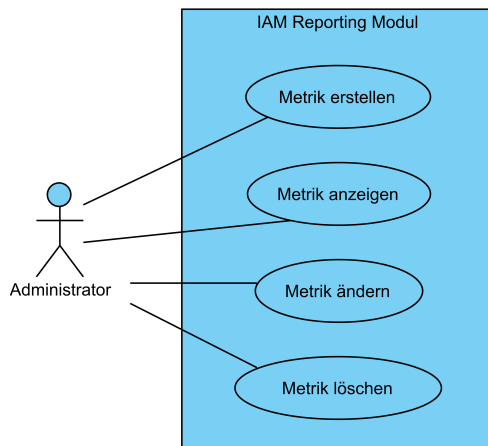 IAM Reporting Modul
Metrik erstellen
Metrik anzeigen
Administrator
Metrik ändern
Metrik löschen